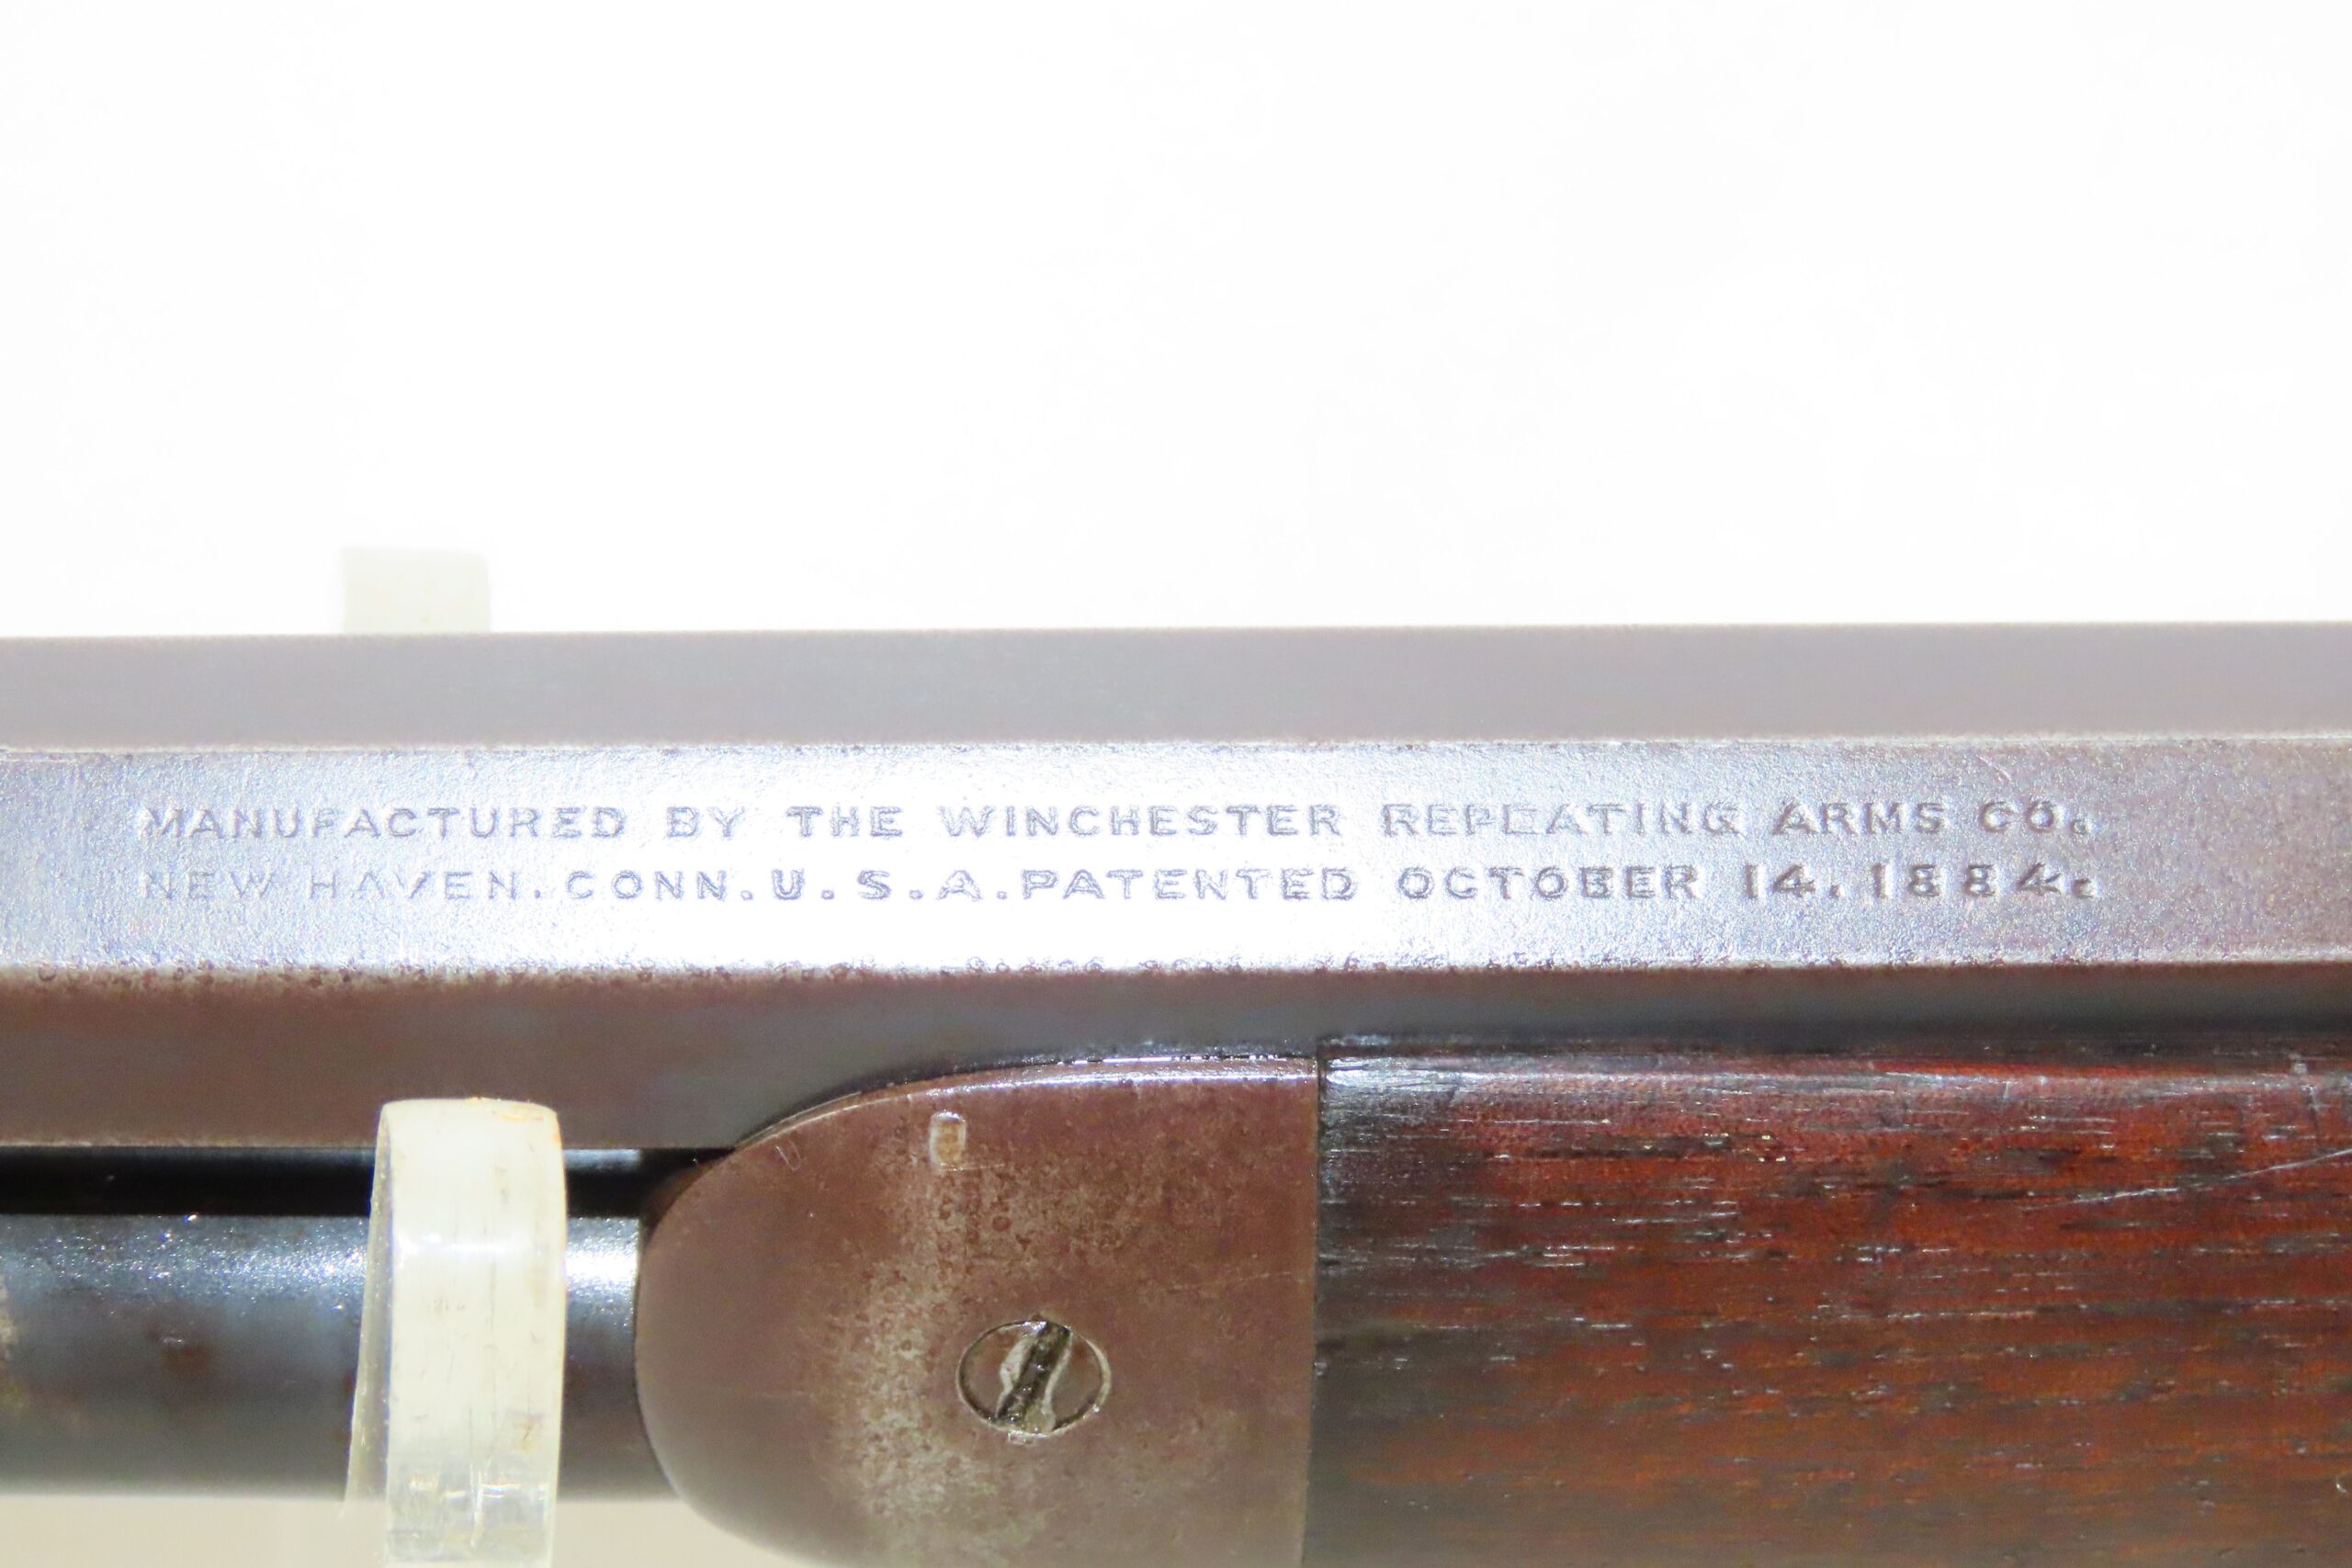 MANUFACTURED BY THE WINCHESTER REPEATING ARMS CO.
NEW HAVEN. CONN. U.S.A. PATENTED OCTOBER 14. 1884.